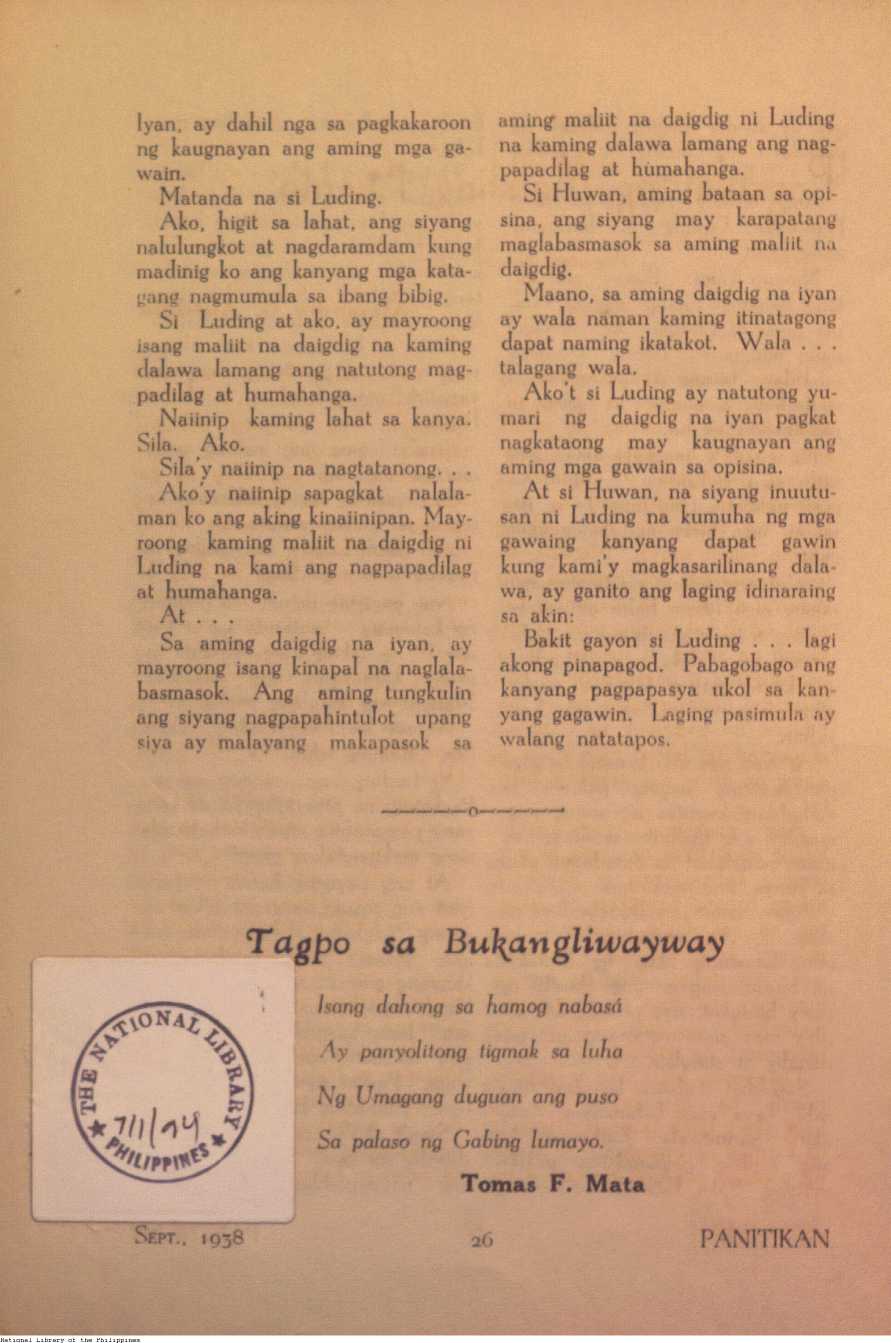 Iyan, ay dahil nga sa pagkakaroon
ng kaugnayan ang aming mga ga-
wain.
Matanda na si Luding.
Ako, higit sa lahat, ang siyang
nalulungkot at nagdaramdam kung
madinig ko ang kanyang mga kata-
gang nagmumula sa ibang bibig.
Si Luding at ako, ay mayroong
isang maliit na daigdig na kaming
dalawa lamang ang natutong mag-
padilag at humahanga.
Naiinip kaming lahat sa kanya.
Sila. Ako.
Sila'y naiinip na nagtatanong. . .
Ako'y naiinip sapagkat nalala-
man ko ang aking kinaiinipan. May-
roong kaming maliit na daigdig ni
Luding na kami ang nagpapadilag
at humahanga.
At . . .
Sa aming daigdig na iyan, ay
mayroong isang kinapal na naglala-
basmasok. Ang aming tungkulin
ang siyang nagpapahintulot upang
siya ay malayang makapasok sa
aming maliit na daigdig ni Luding
na kaming dalawa lamang ang nag-
papadilag at humahanga.
Si Huwan, aming bataan sa opi-
sina, ang siyang may karapatang
maglabasmasok sa aming maliit na
daigdig.
Maano, sa aming daigdig na iyan
ay wala naman kaming itinatagong
dapat naming ikatakot. Wala . . .
talagang wala.
Ako't si Luding ay natutong yu-
mari ng daigdig na iyan pagkat
nagkataong may kaugnayan ang
aming mga gawain sa opisina.
At si Huwan, na siyang inuutu-
san ni Luding na kumuha ng mga
gawaing kanyang dapat gawin
kung kami'y magkasarilinang dala-
wa, ay ganito ang laging idinaraing
sa akin:
Bakit gayon si Luding . . . lagi
akong pinapagod. Pabagobago ang
kanyang pagpapasya ukol sa kan-
yang gagawin. Laging pasimula ay
walang natatapos.
Tagpo sa Bukangliwayway
Isang dahong sa hamog nabasá
Ay panyolitong tigmak sa luha
Ng Umagang duguan ang puso
Sa palaso ng Gabing lumayo.
Tomas F. Mata
THE NATIONAL LIBRARY
7/1/74
PHILIPPINES
SEPT., 1938
26
PANITIKAN
National Library of the Philippines